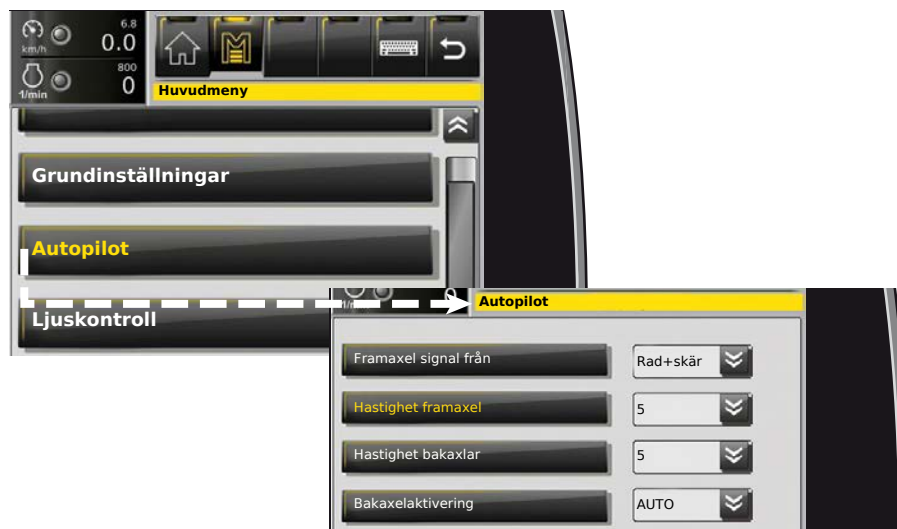 6.8
km/h 0.0
800
1/min 0
Huvudmeny
Grundinställningar
Autopilot
Ljuskontroll
Autopilot
Framaxel signal från Rad+skär
Hastighet framaxel 5
Hastighet bakaxlar 5
Bakaxelaktivering AUTO